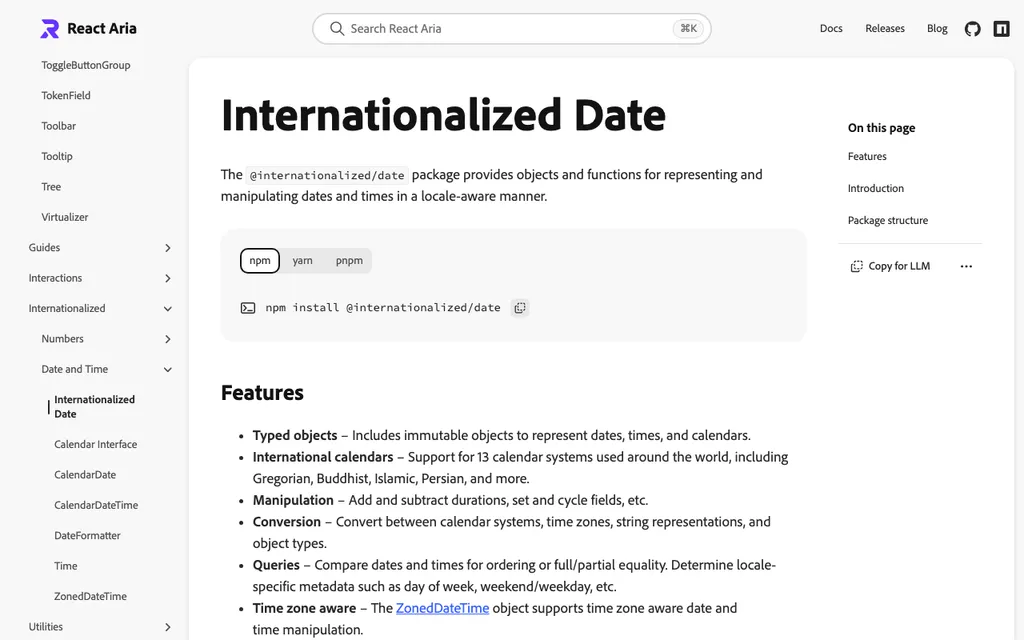 React Aria
Search React Aria
⌘K
Docs
Releases
Blog
ToggleButtonGroup
TokenField
Toolbar
Tooltip
Tree
Virtualizer
Guides
Interactions
Internationalized
Numbers
Date and Time
Internationalized
Date
Calendar Interface
CalendarDate
CalendarDateTime
DateFormatter
Time
ZonedDateTime
Utilities
Internationalized Date
The @internationalized/date package provides objects and functions for representing and
manipulating dates and times in a locale-aware manner.
npm
yarn
pnpm
npm install @internationalized/date
Features
• Typed objects – Includes immutable objects to represent dates, times, and calendars.
• International calendars – Support for 13 calendar systems used around the world, including
Gregorian, Buddhist, Islamic, Persian, and more.
• Manipulation – Add and subtract durations, set and cycle fields, etc.
• Conversion – Convert between calendar systems, time zones, string representations, and
object types.
• Queries – Compare dates and times for ordering or full/partial equality. Determine locale-
specific metadata such as day of week, weekend/weekday, etc.
• Time zone aware – The ZonedDateTime object supports time zone aware date and
time manipulation.
On this page
Features
Introduction
Package structure
Copy for LLM